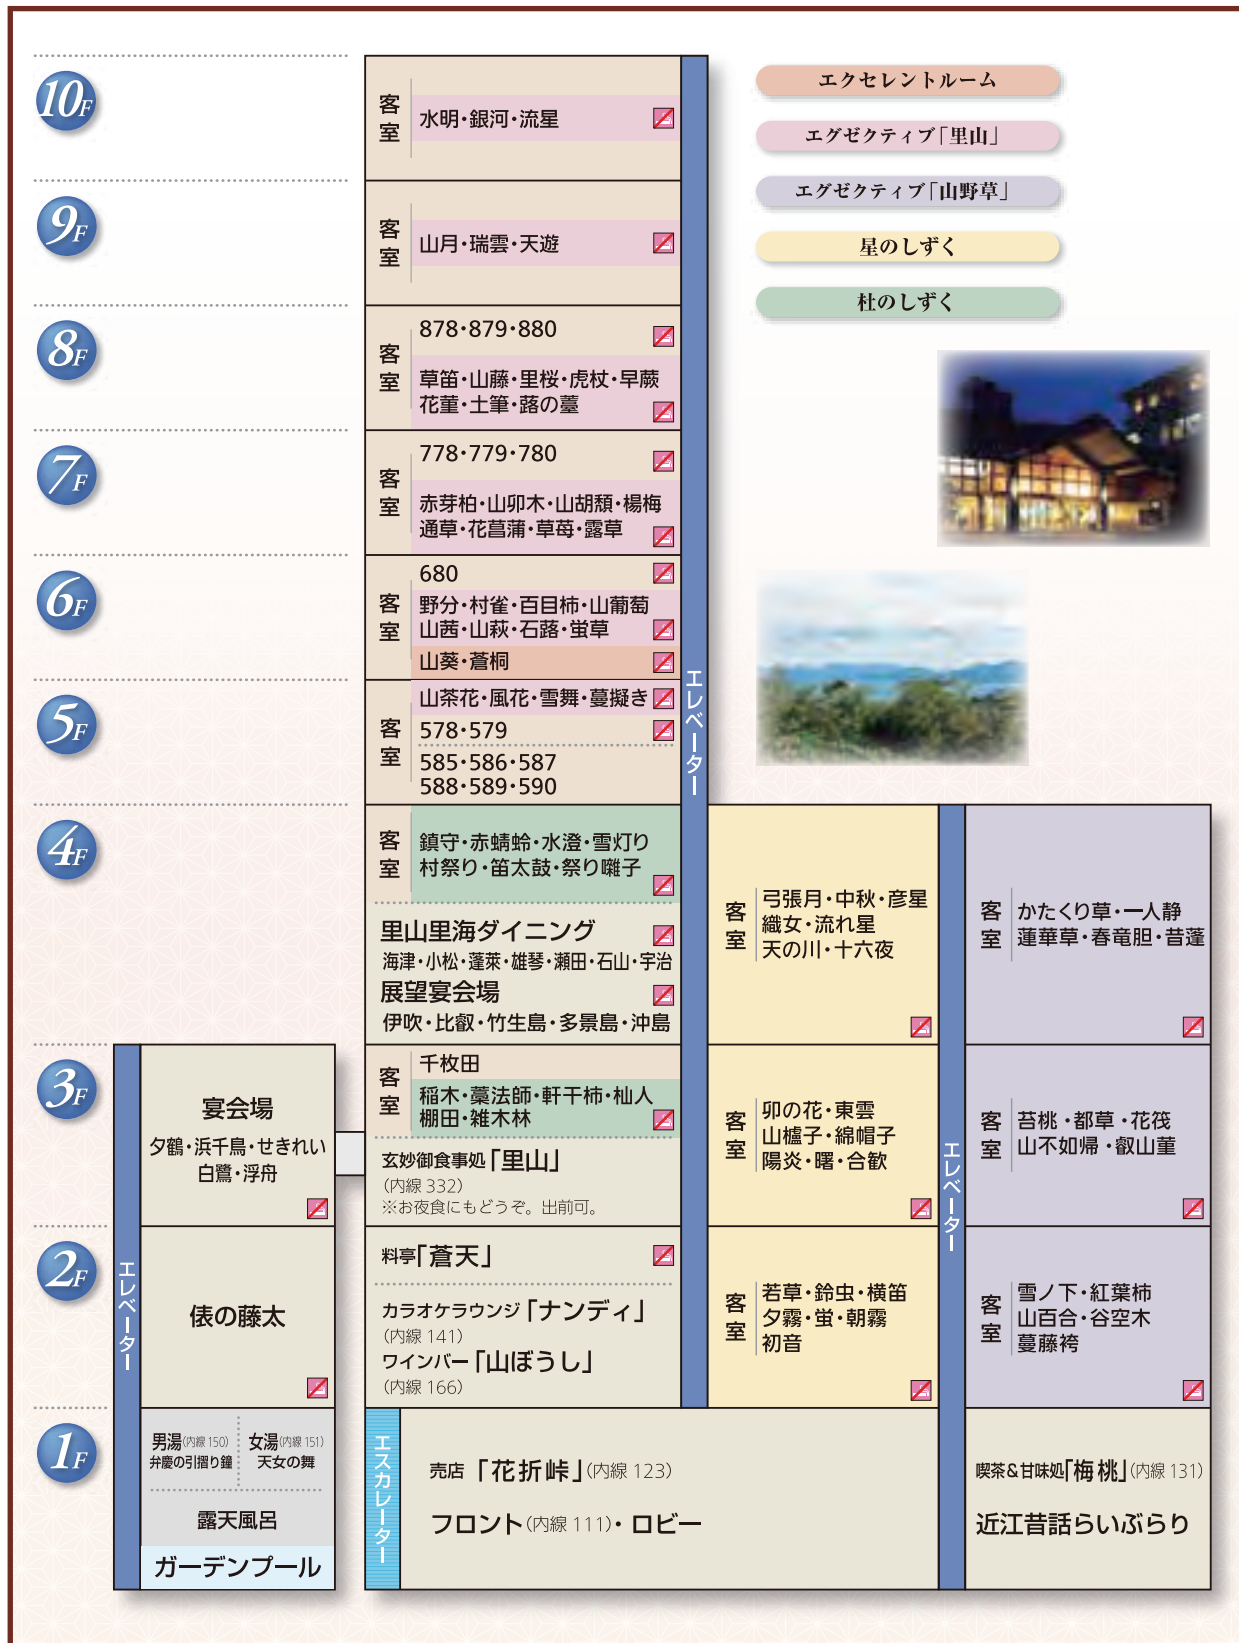 エクセレントルーム
エグゼクティブ「里山」
エグゼクティブ「山野草」
星のしずく
杜のしずく
10F
客室
水明・銀河・流星
9F
客室
山月・瑞雲・天遊
8F
客室
878・879・880
草笛・山藤・里桜・虎杖・早蕨
花菫・土筆・蕗の薹
7F
客室
778・779・780
赤芽柏・山卯木・山胡頽・楊梅
通草・花菖蒲・草苺・露草
6F
客室
680
野分・村雀・百目柿・山葡萄
山茜・山萩・石蕗・蛍草
山葵・蒼桐
5F
客室
山茶花・風花・雪舞・蔓擬き
578・579
585・586・587
588・589・590
エレベーター
4F
客室
鎮守・赤蜻蛉・水澄・雪灯り
村祭り・笛太鼓・祭り囃子
里山里海ダイニング
海津・小松・蓬莱・雄琴・瀬田・石山・宇治
展望宴会場
伊吹・比叡・竹生島・多景島・沖島
客室
弓張月・中秋・彦星
織女・流れ星
天の川・十六夜
客室
かたくり草・一人静
蓮華草・春竜胆・昔蓬
3F
宴会場
夕鶴・浜千鳥・せきれい
白鷺・浮舟
客室
千枚田
稲木・藁法師・軒干柿・杣人
棚田・雑木林
玄妙御食事処「里山」
(内線 332)
※お夜食にもどうぞ。出前可。
客室
卯の花・東雲
山櫨子・綿帽子
陽炎・曙・合歓
エレベーター
客室
苔桃・都草・花筏
山不如帰・叡山菫
2F
エレベーター
俵の藤太
料亭「蒼天」
カラオケラウンジ「ナンディ」
(内線 141)
ワインバー「山ぼうし」
(内線 166)
客室
若草・鈴虫・横笛
夕霧・蛍・朝霧
初音
客室
雪ノ下・紅葉柿
山百合・谷空木
蔓藤袴
1F
男湯(内線 150)
弁慶の引摺り鐘
女湯(内線 151)
天女の舞
露天風呂
ガーデンプール
エスカレーター
売店「花折峠」(内線 123)
フロント(内線 111)・ロビー
喫茶&甘味処「梅桃」(内線 131)
近江昔話らいぶらり